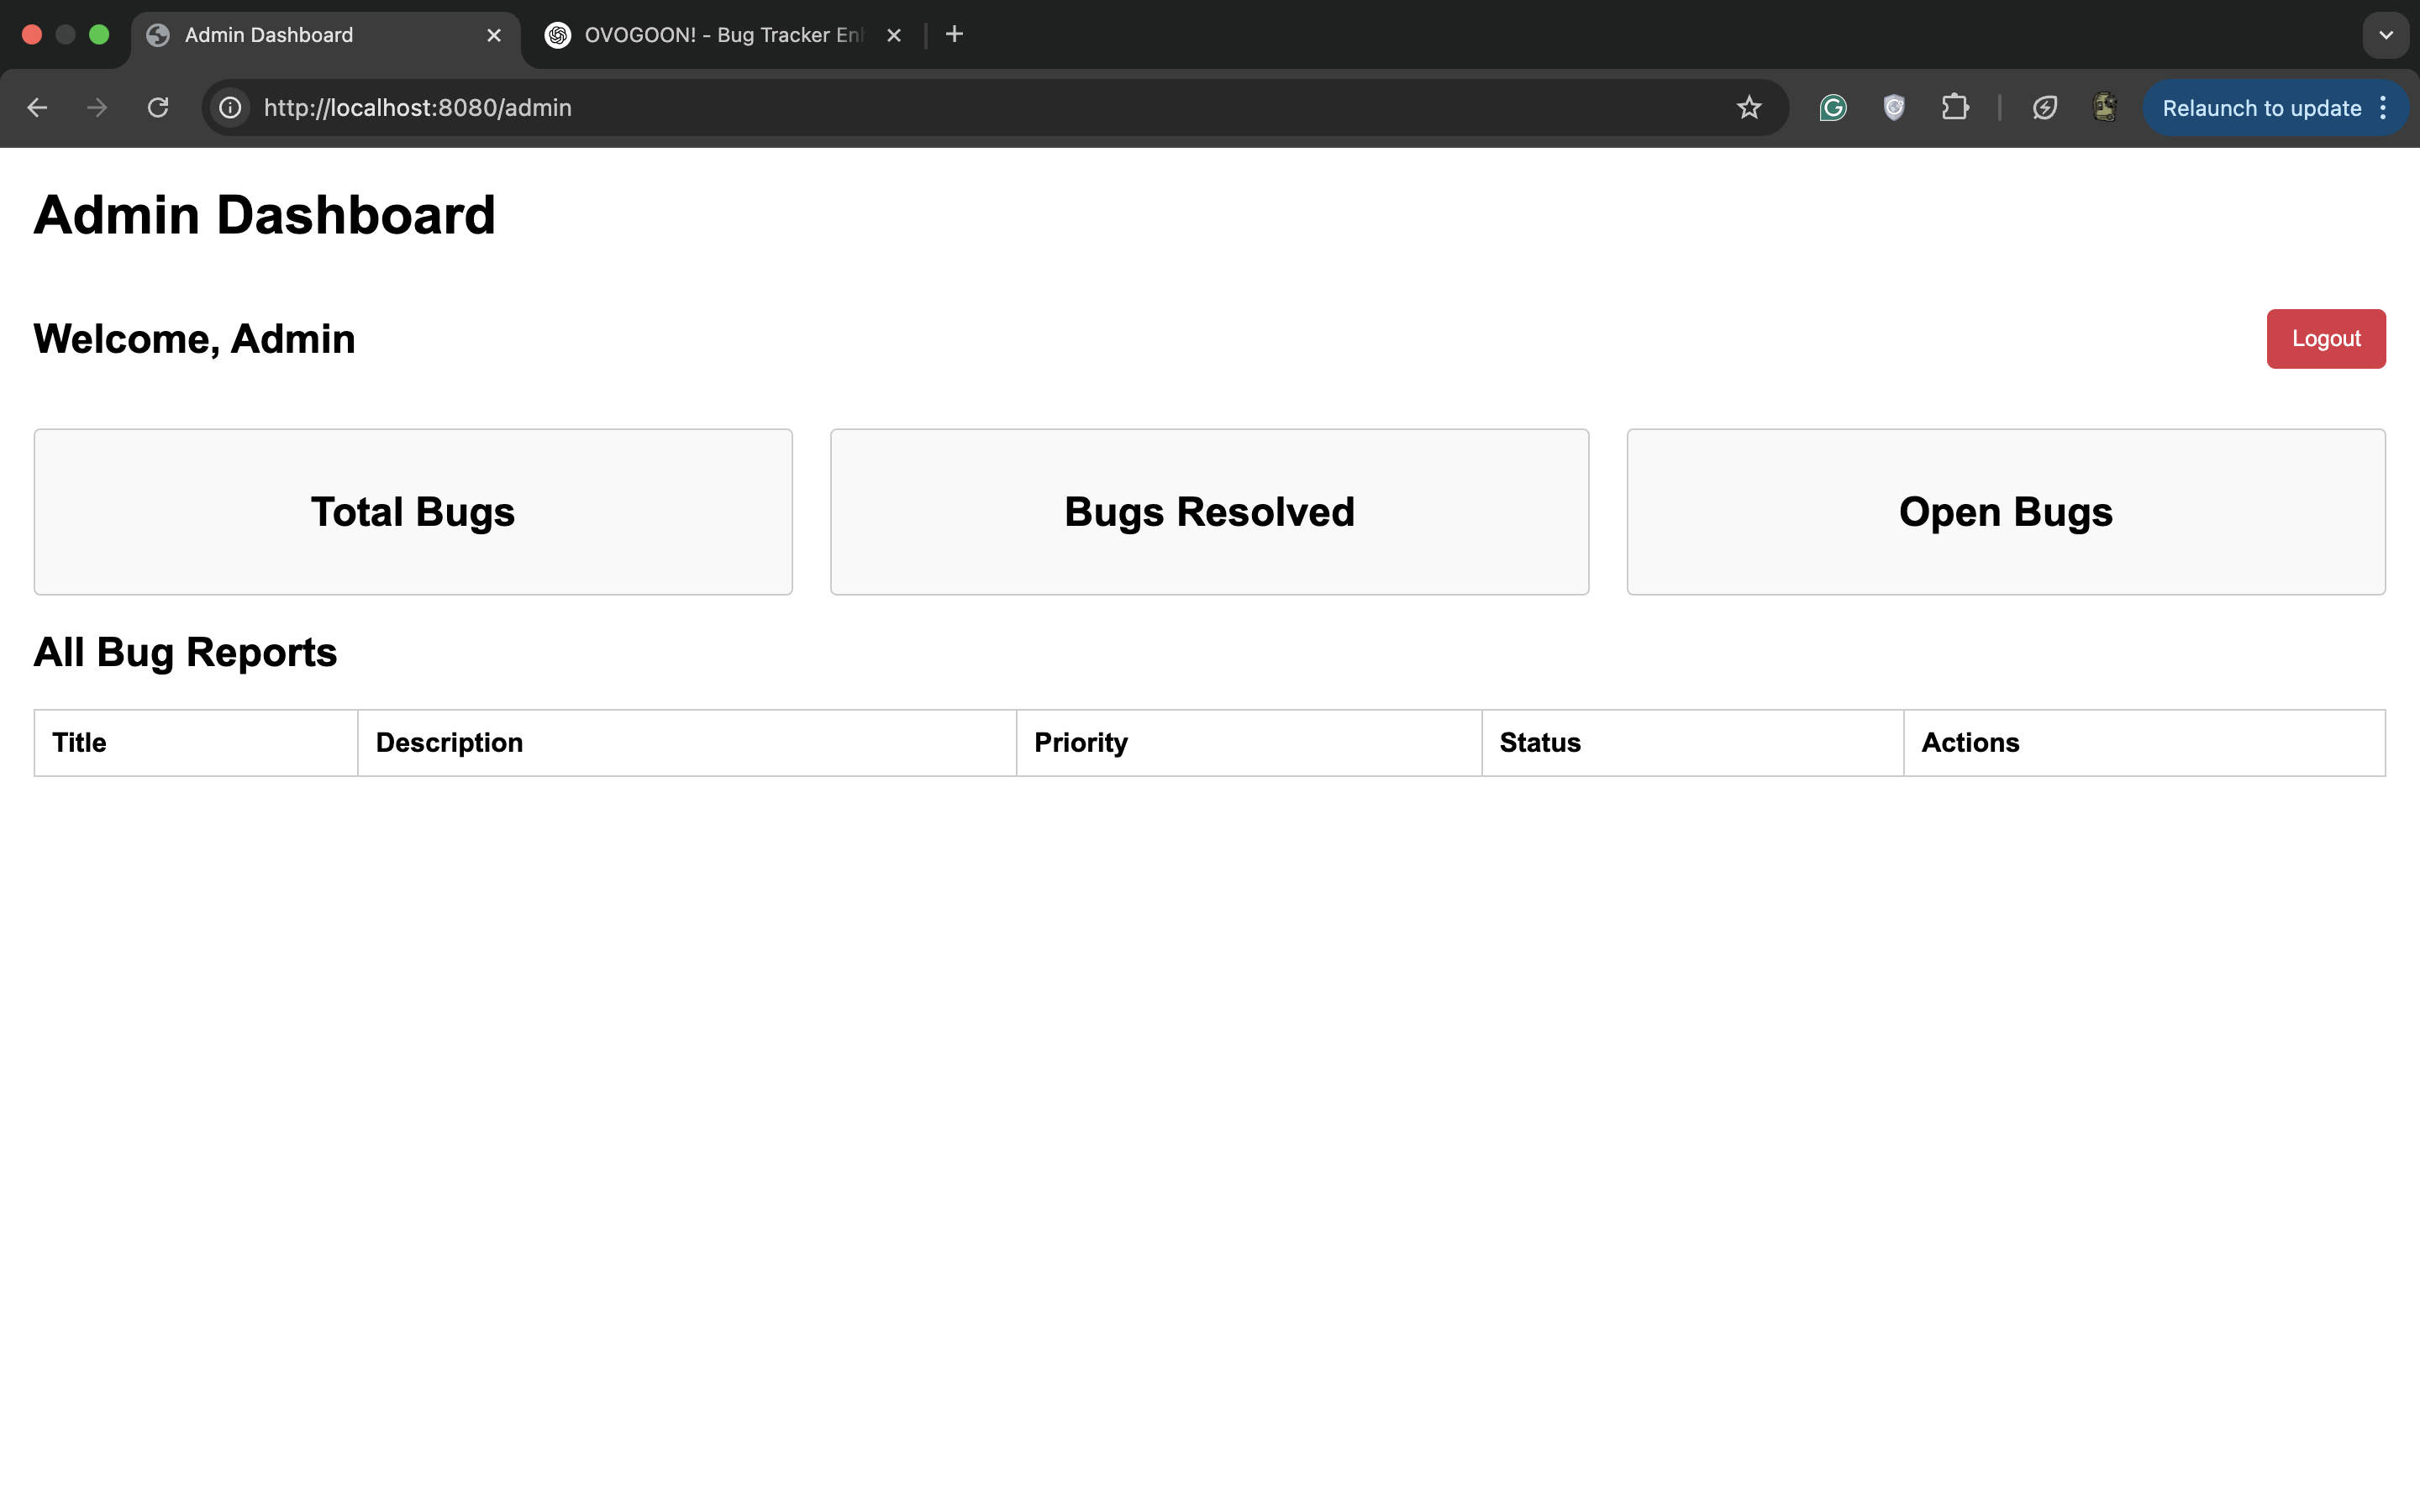 Admin Dashboard
OVOGOON! - Bug Tracker Enh
http://localhost:8080/admin
Relaunch to update
Admin Dashboard
Welcome, Admin
Logout
Total Bugs
Bugs Resolved
Open Bugs
All Bug Reports
Title Description Priority Status Actions